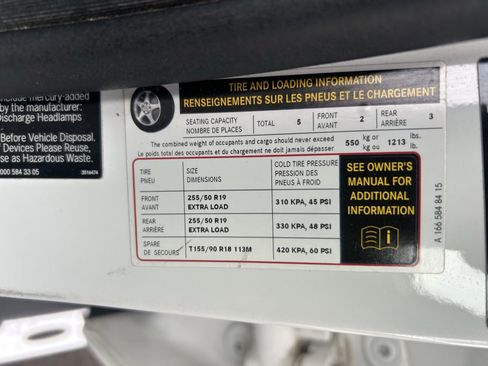 include mercury-added
by the manufacturer:
Discharge Headlamps
Before Vehicle Disposal.
f Devices Please Reuse,
se as Hazardous Waste.
000 584 33 05
3516474
TIRE AND LOADING INFORMATION
RENSEIGNEMENTS SUR LES PNEUS ET LE CHARGEMENT
SEATING CAPACITY
NOMBRE DE PLACES
TOTAL 5
FRONT
AVANT
2
REAR
ARRIÈRE
3
The combined weight of occupants and cargo should never exceed
Le poids total des occupants et du chargement ne doit jamais dépasser
550 kg or 1213 lbs.
kg ou lb.
TIRE
PNEU
SIZE
DIMENSIONS
COLD TIRE PRESSURE
PRESSION DES
PNEUS À FROID
FRONT
AVANT
255/50 R19
EXTRA LOAD
310 KPA, 45 PSI
REAR
ARRIÈRE
255/50 R19
EXTRA LOAD
330 KPA, 48 PSI
SPARE
DE SECOURS
T155/90 R18 113M
420 KPA, 60 PSI
SEE OWNER'S
MANUAL FOR
ADDITIONAL
INFORMATION
A 166 584 84 15